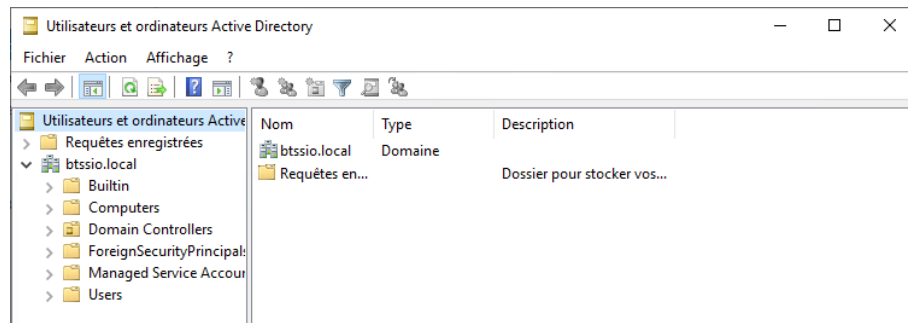 Utilisateurs et ordinateurs Active Directory
Fichier Action Affichage ?
Utilisateurs et ordinateurs Active
Requêtes enregistrées
btssio.local
Builtin
Computers
Domain Controllers
ForeignSecurityPrincipal:
Managed Service Accour
Users
Nom Type Description
btssio.local Domaine
Requêtes en... Dossier pour stocker vos...